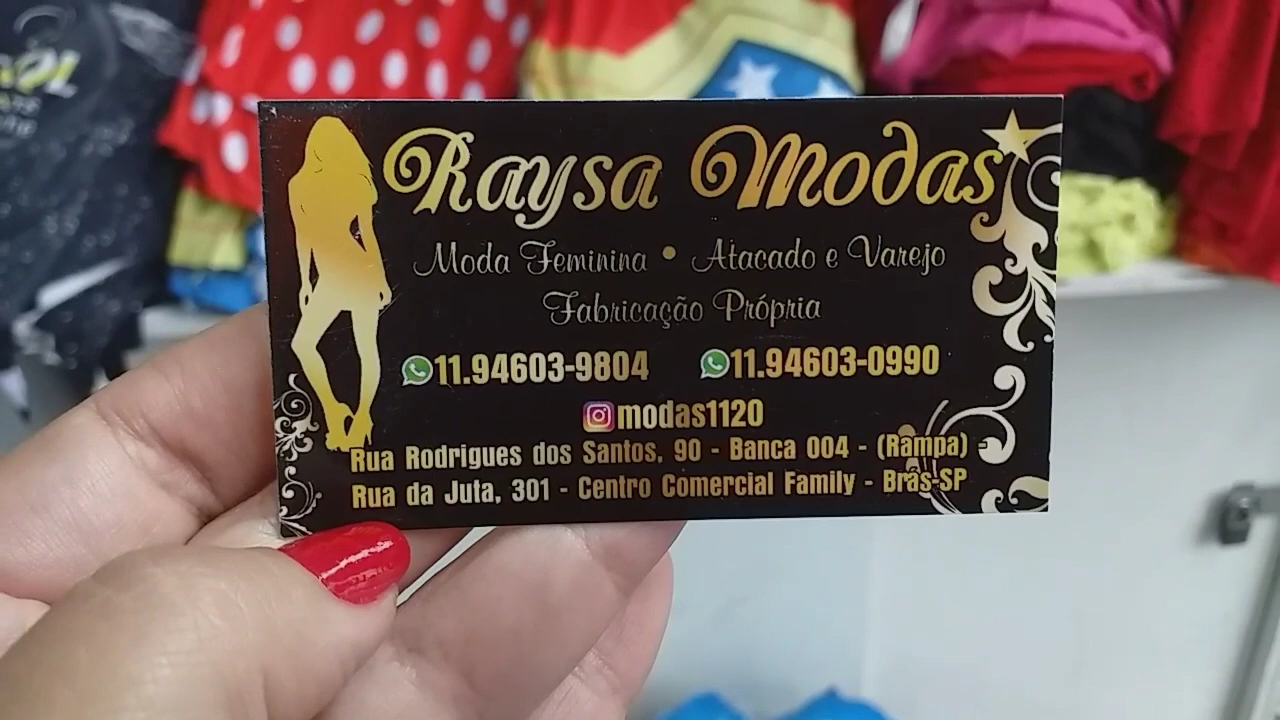 Raysa Modas
Moda Feminina • Atacado e Varejo
Fabricação Própria
11.94603-9804 11.94603-0990
modas1120
Rua Rodrigues dos Santos, 90 - Banca 004 - (Rampa) -
Rua da Juta, 301 - Centro Comercial Family - Brás-SP